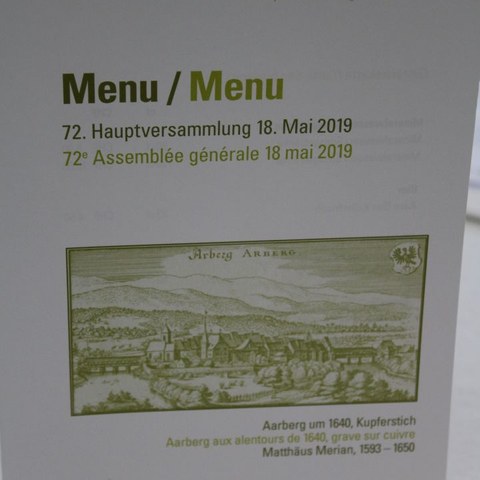 Menu / Menu
72. Hauptversammlung 18. Mai 2019
72e Assemblée générale 18 mai 2019
Arberg ARBERG
Aarberg um 1640, Kupferstich
Aarberg aux alentours de 1640, grave sur cuivre
Matthäus Merian, 1593 – 1650